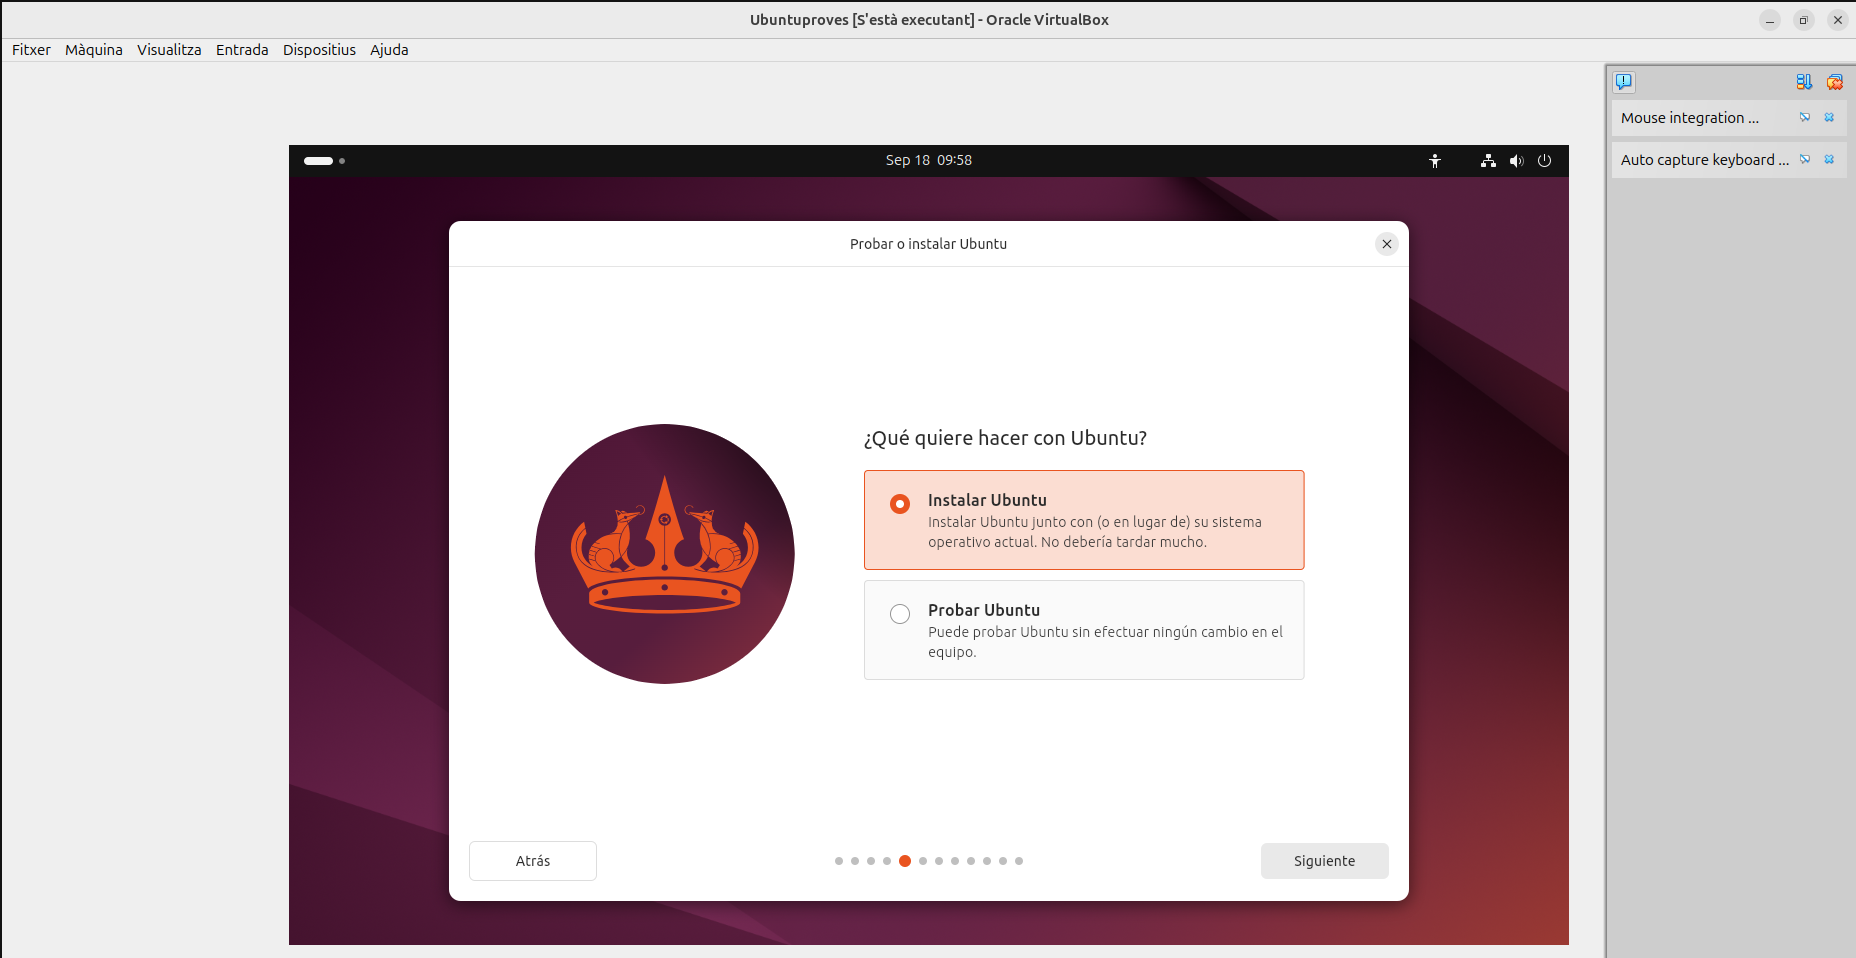 Ubuntuproves [S'està executant] - Oracle VirtualBox
Fitxer Màquina Visualitza Entrada Dispositius Ajuda
Mouse integration ...
Auto capture keyboard ...
Sep 18 09:58
Probar o instalar Ubuntu
¿Qué quiere hacer con Ubuntu?
Instalar Ubuntu
Instalar Ubuntu junto con (o en lugar de) su sistema
operativo actual. No debería tardar mucho.
Probar Ubuntu
Puede probar Ubuntu sin efectuar ningún cambio en el
equipo.
Atrás
Siguiente